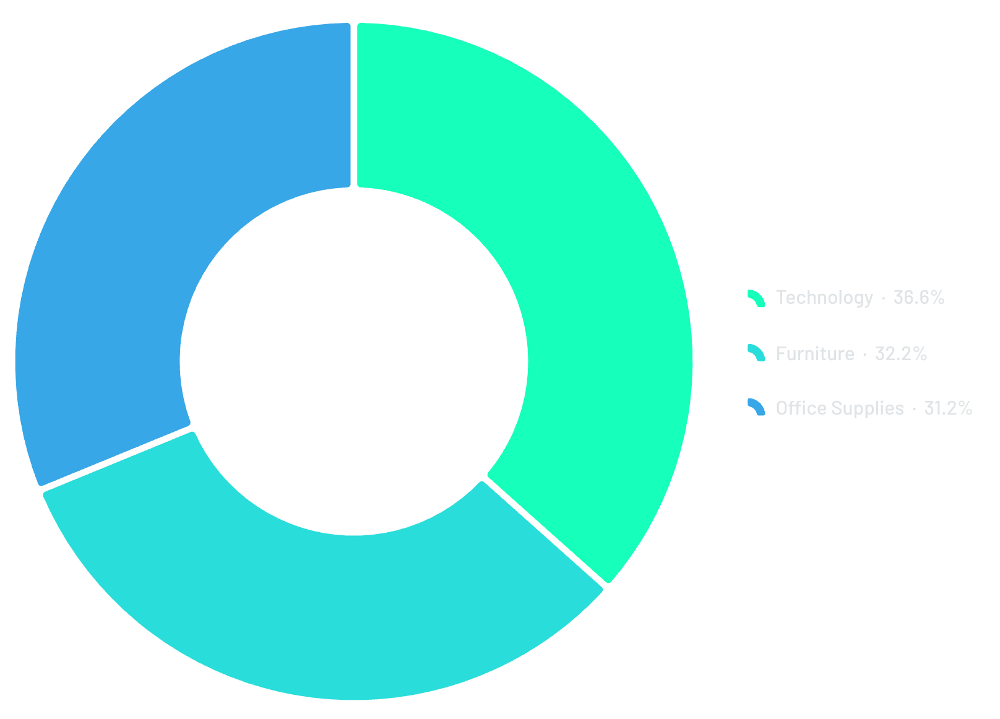 Technology · 36.6%
Furniture · 32.2%
Office Supplies · 31.2%